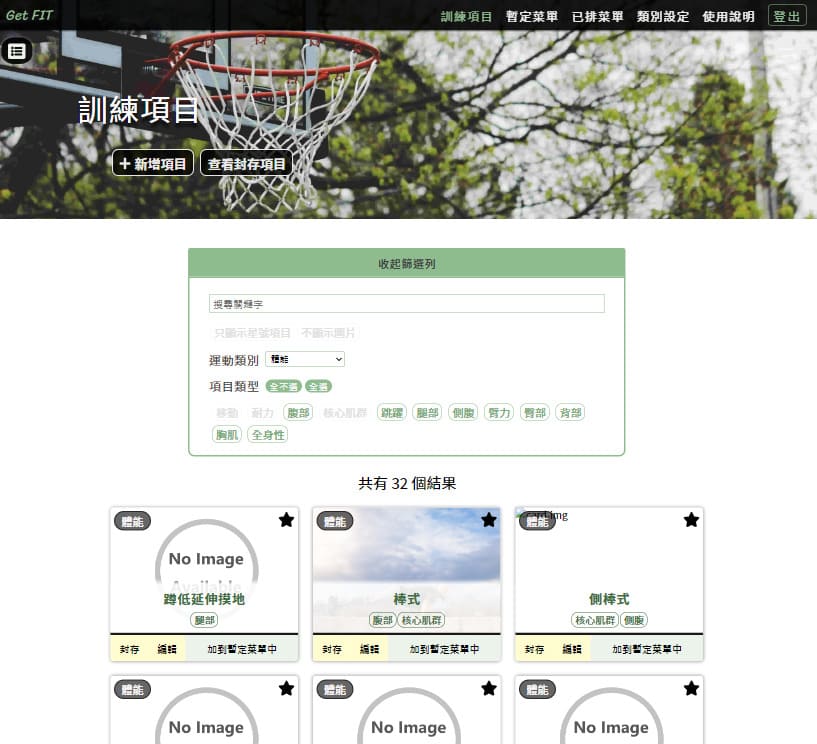 Get FIT 訓練項目 暫定菜單 已排菜單 類別設定 使用說明 登出
訓練項目
+ 新增項目 查看封存項目
收起篩選列
搜尋關鍵字
只顯示星號項目 不顯示照片
運動類別 體能
項目類型 全不選 全選
移動 耐力 腹部 核心肌群 跳躍 腿部 側腹 臂力 臀部 背部
胸肌 全身性
共有 32 個結果
體能 體能 體能 card img
No Image
Available
蹲低延伸摸地 棒式 側棒式
腿部 腹部 核心肌群 核心肌群 側腹
封存 編輯 加到暫定菜單中 封存 編輯 加到暫定菜單中 封存 編輯 加到暫定菜單中
體能 體能 體能
No Image No Image No Image